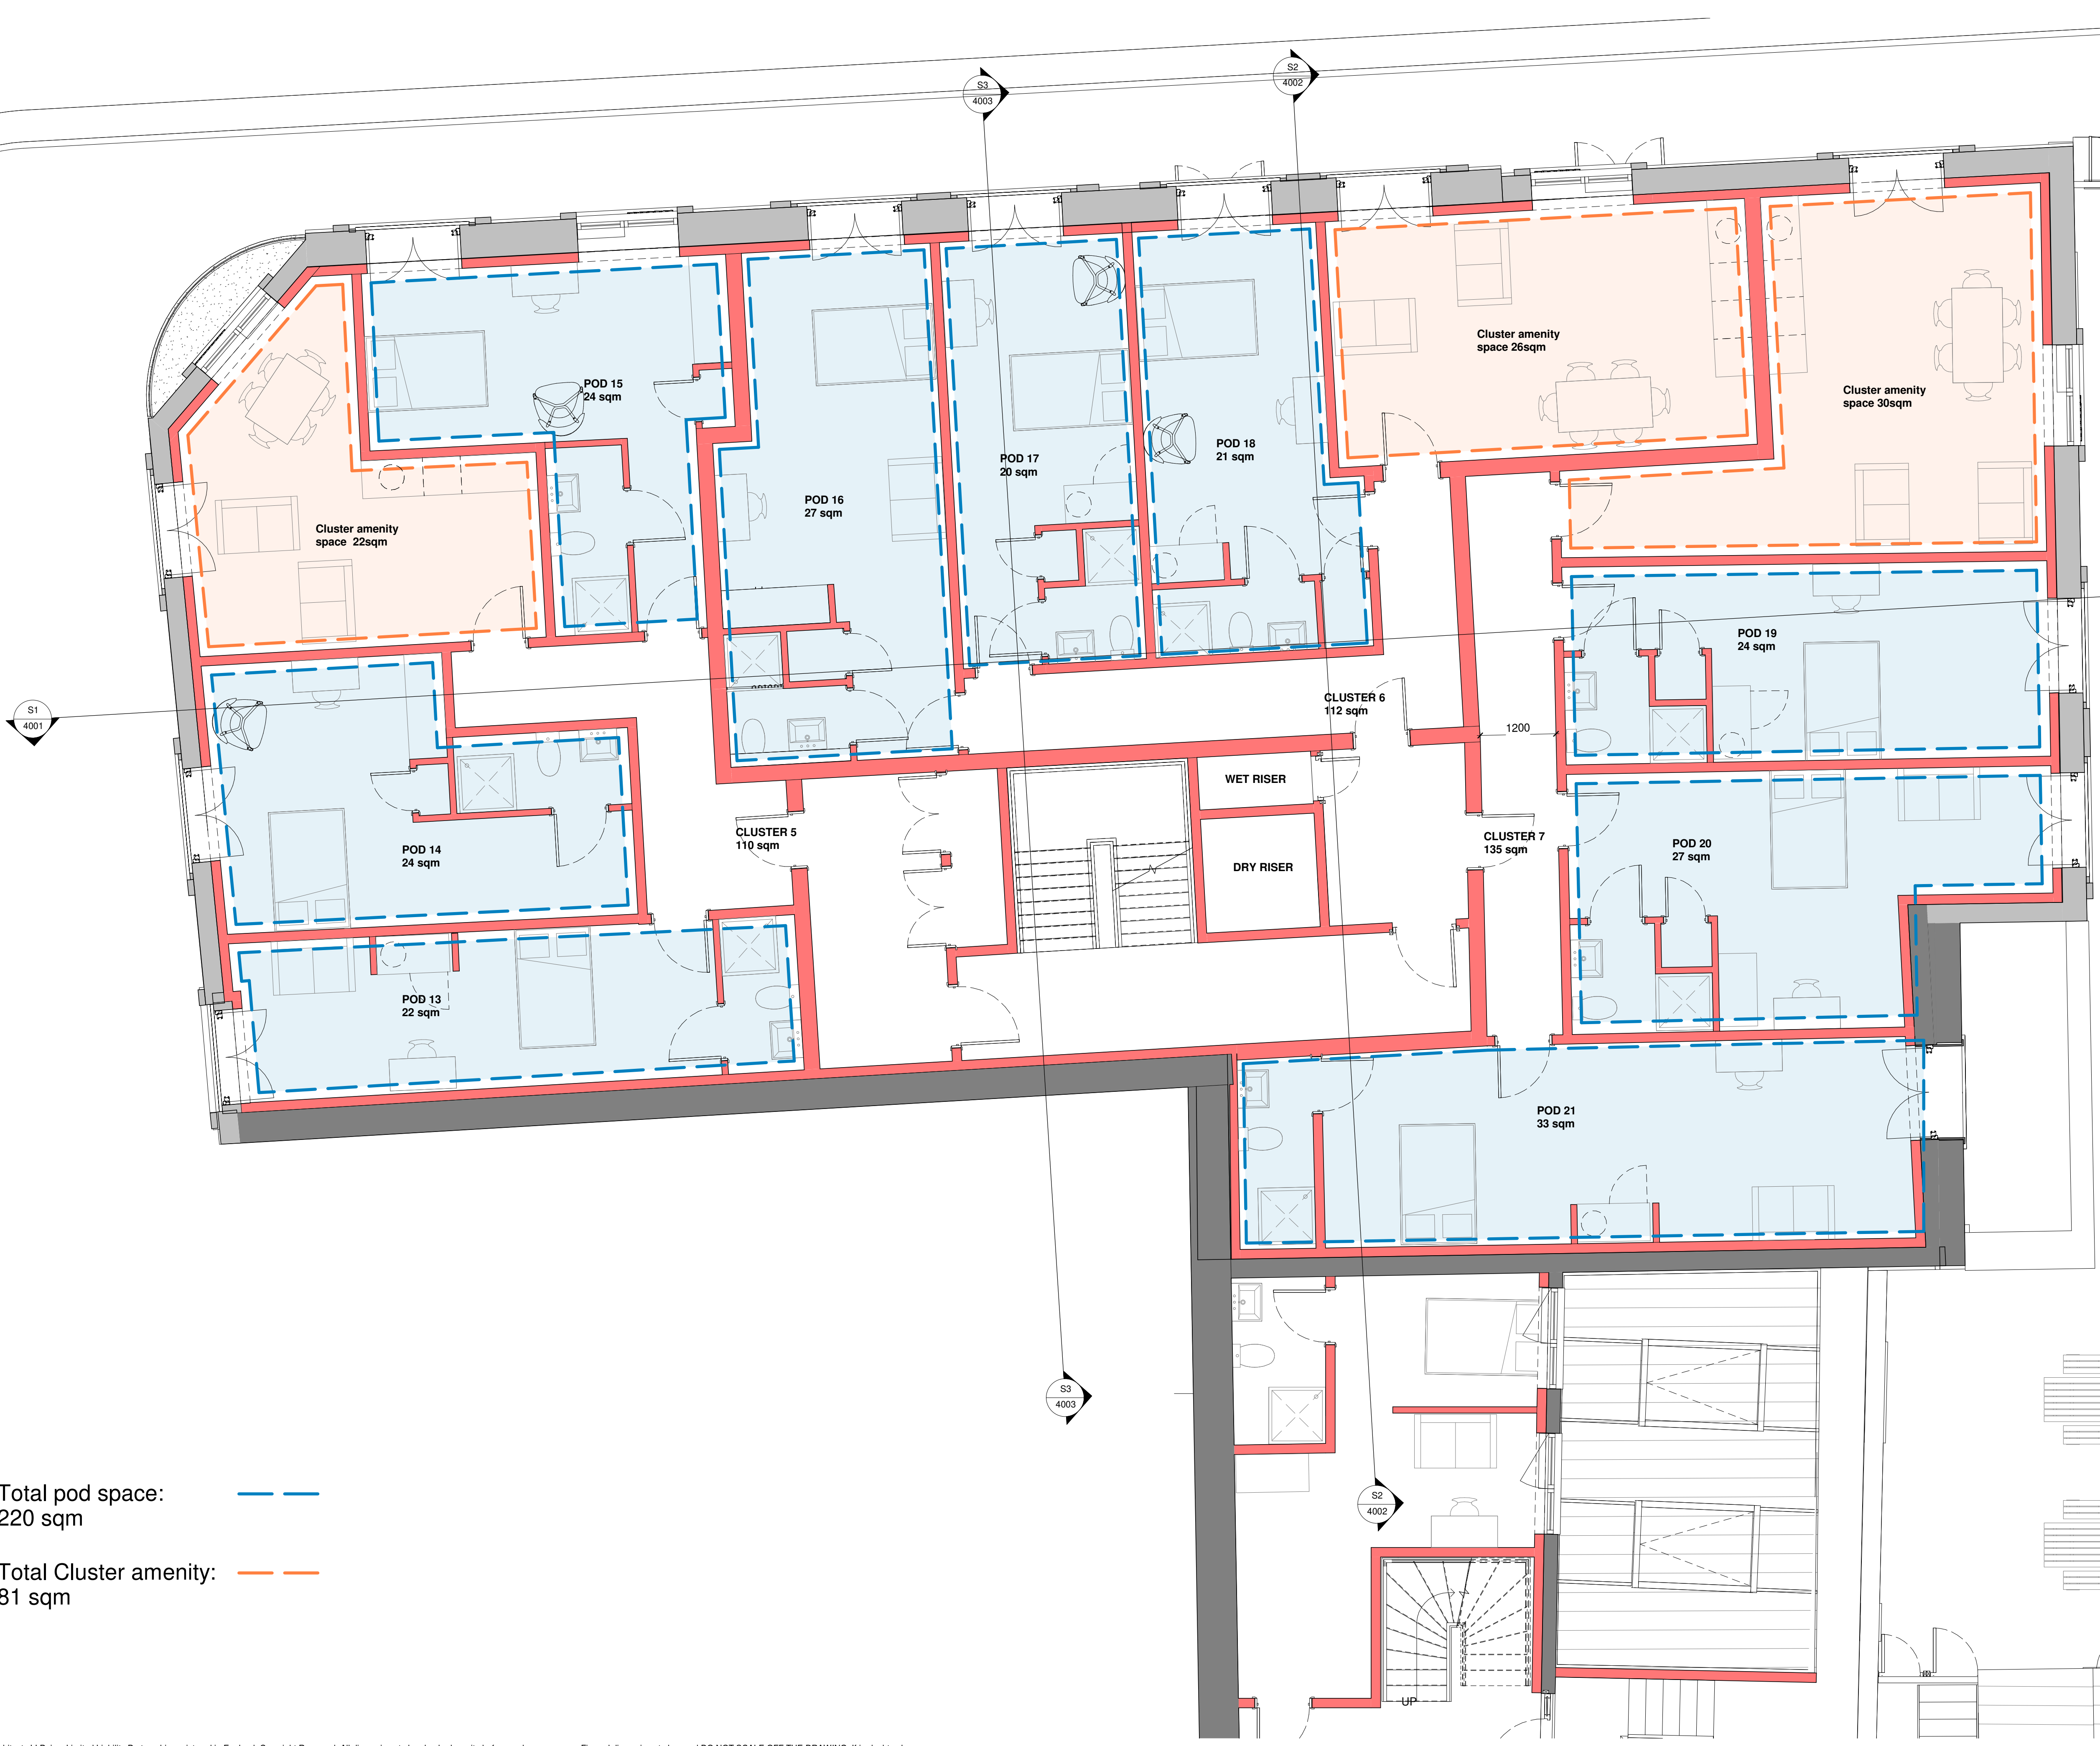 S3
4003
S2
4002
POD 15
24 sqm
Cluster amenity
space 26sqm
Cluster amenity
space 30sqm
POD 18
21 sqm
POD 17
20 sqm
POD 16
27 sqm
Cluster amenity
space 22sqm
POD 19
24 sqm
S1
4001
CLUSTER 6
112 sqm
1200
WET RISER
CLUSTER 5
110 sqm
CLUSTER 7
135 sqm
POD 14
24 sqm
POD 20
27 sqm
DRY RISER
POD 13
22 sqm
POD 21
33 sqm
S3
4003
S2
4002
Total pod space:
220 sqm
Total Cluster amenity:
81 sqm
UP